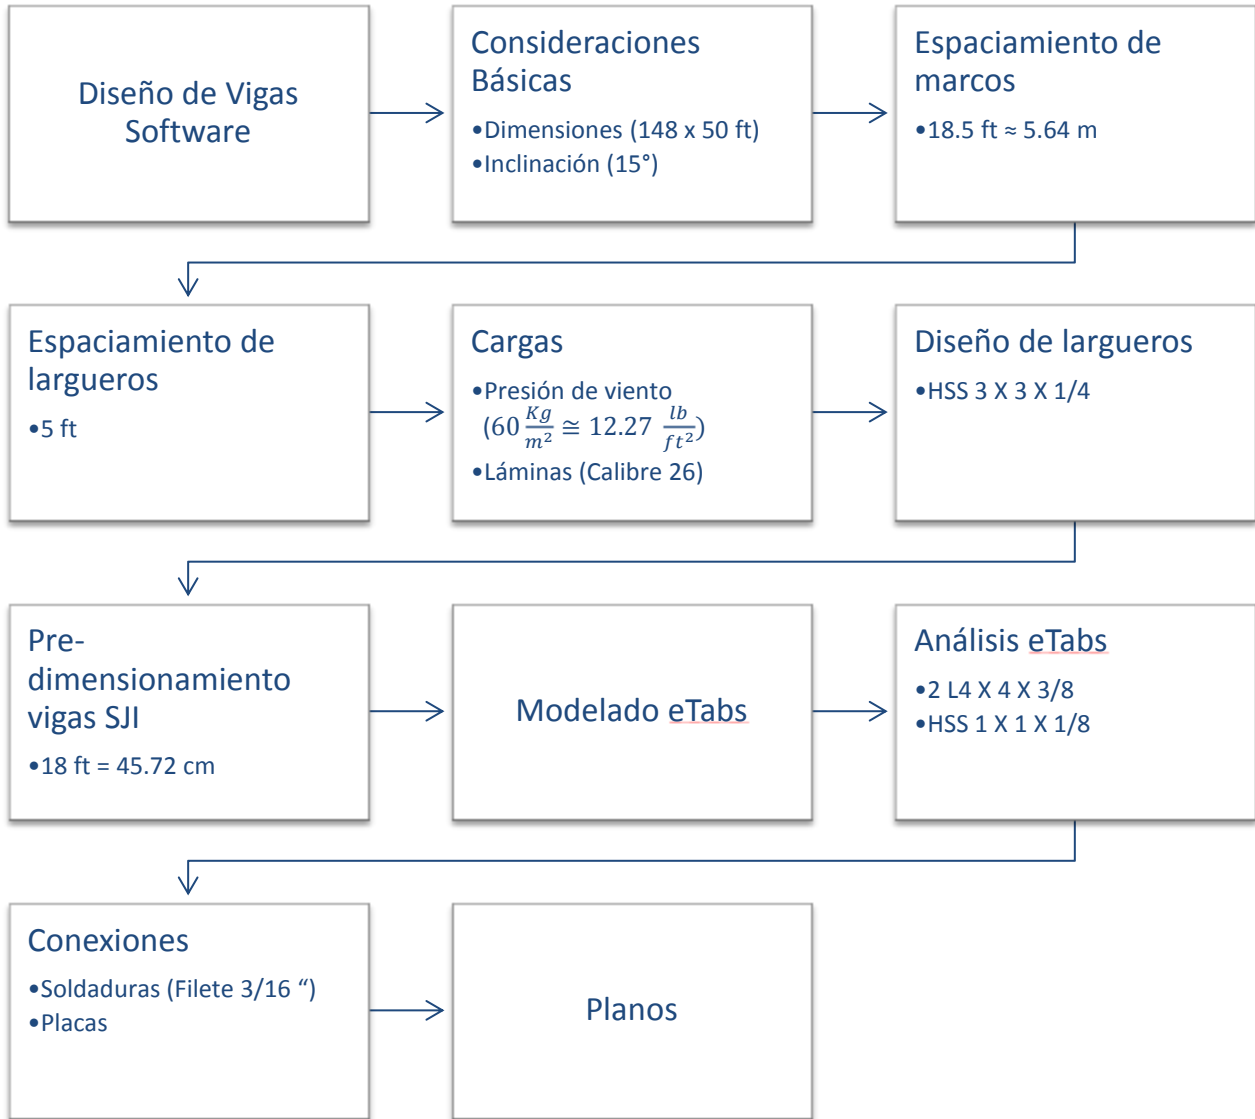 Diseño de Vigas
Software
Consideraciones
Básicas
•Dimensiones (148 x 50 ft)
•Inclinación (15°)
Espaciamiento de
marcos
•18.5 ft ≈ 5.64 m
Espaciamiento de
largueros
•5 ft
Cargas
•Presión de viento
(60 Kg/m² ≅ 12.27 lb/ft²)
•Láminas (Calibre 26)
Diseño de largueros
•HSS 3 X 3 X 1/4
Pre-
dimensionamiento
vigas SJI
•18 ft = 45.72 cm
Modelado eTabs
Análisis eTabs
•2 L4 X 4 X 3/8
•HSS 1 X 1 X 1/8
Conexiones
•Soldaduras (Filete 3/16 “)
•Placas
Planos